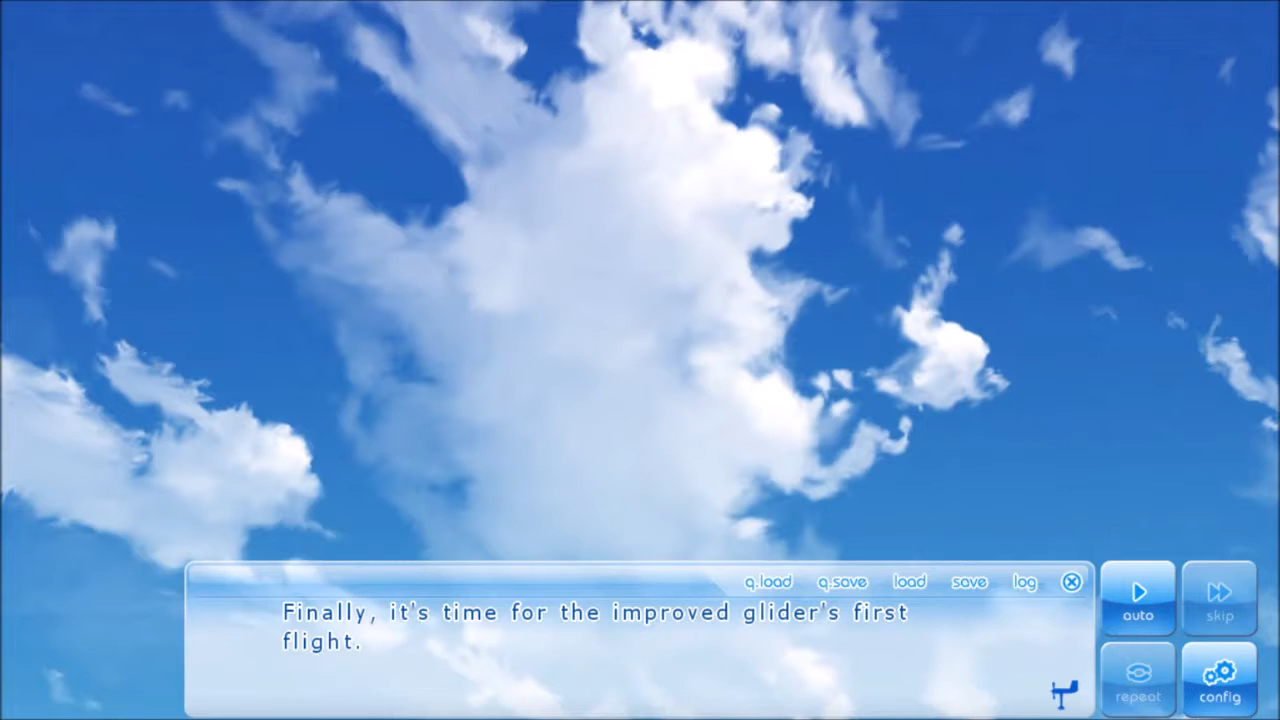 q.load q.save load save log
Finally, it's time for the improved glider's first
flight.
auto skip
repeat config